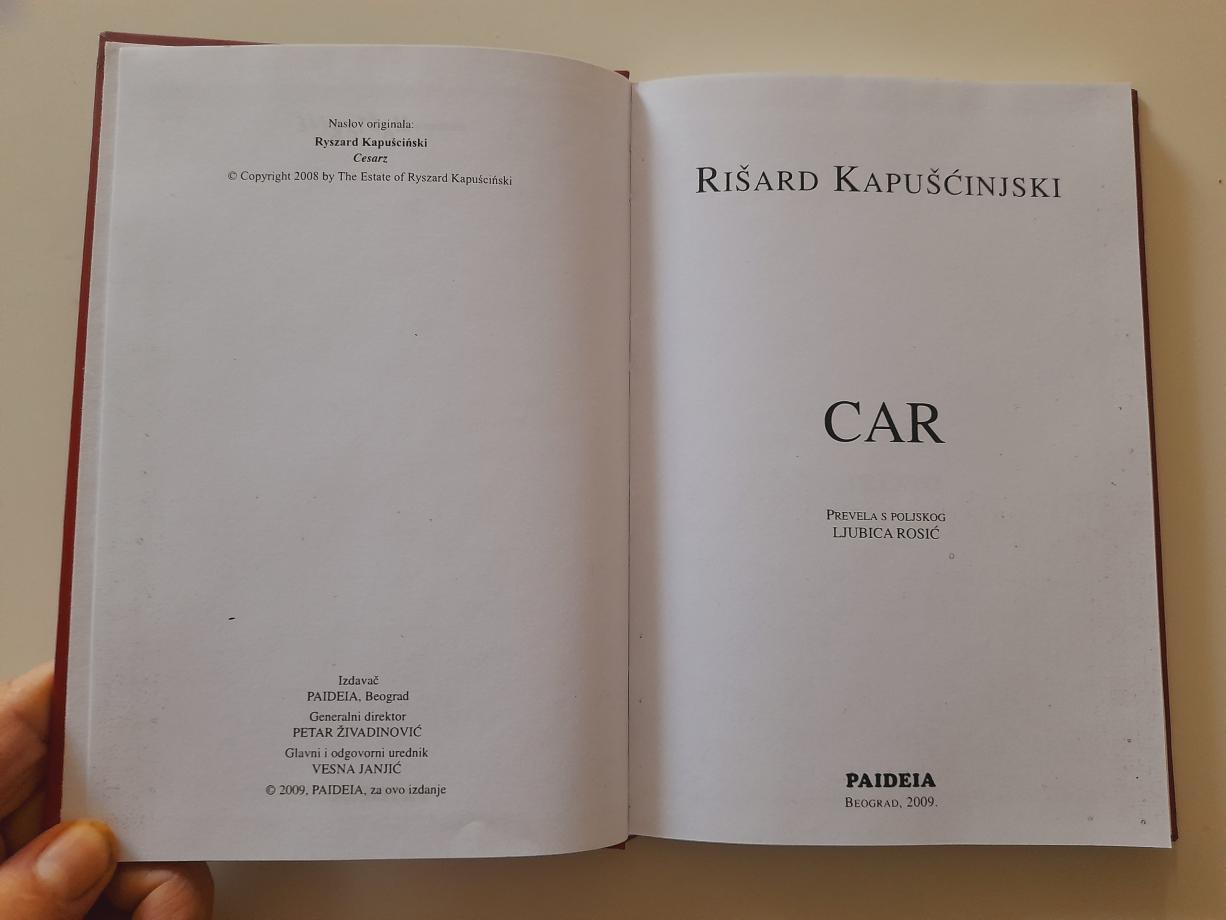 Naslov originala:
Ryszard Kapuściński
Cesarz
© Copyright 2008 by The Estate of Ryszard Kapuściński
Izdavač
PAIDEIA, Beograd
Generalni direktor
PETAR ŽIVADINOVIĆ
Glavni i odgovorni urednik
VESNA JANJIĆ
© 2009, PAIDEIA, za ovo izdanje
RIŠARD KAPUŠĆINJSKI
CAR
PREVELA S POLJSKOG
LJUBICA ROSIĆ
PAIDEIA
BEOGRAD, 2009.